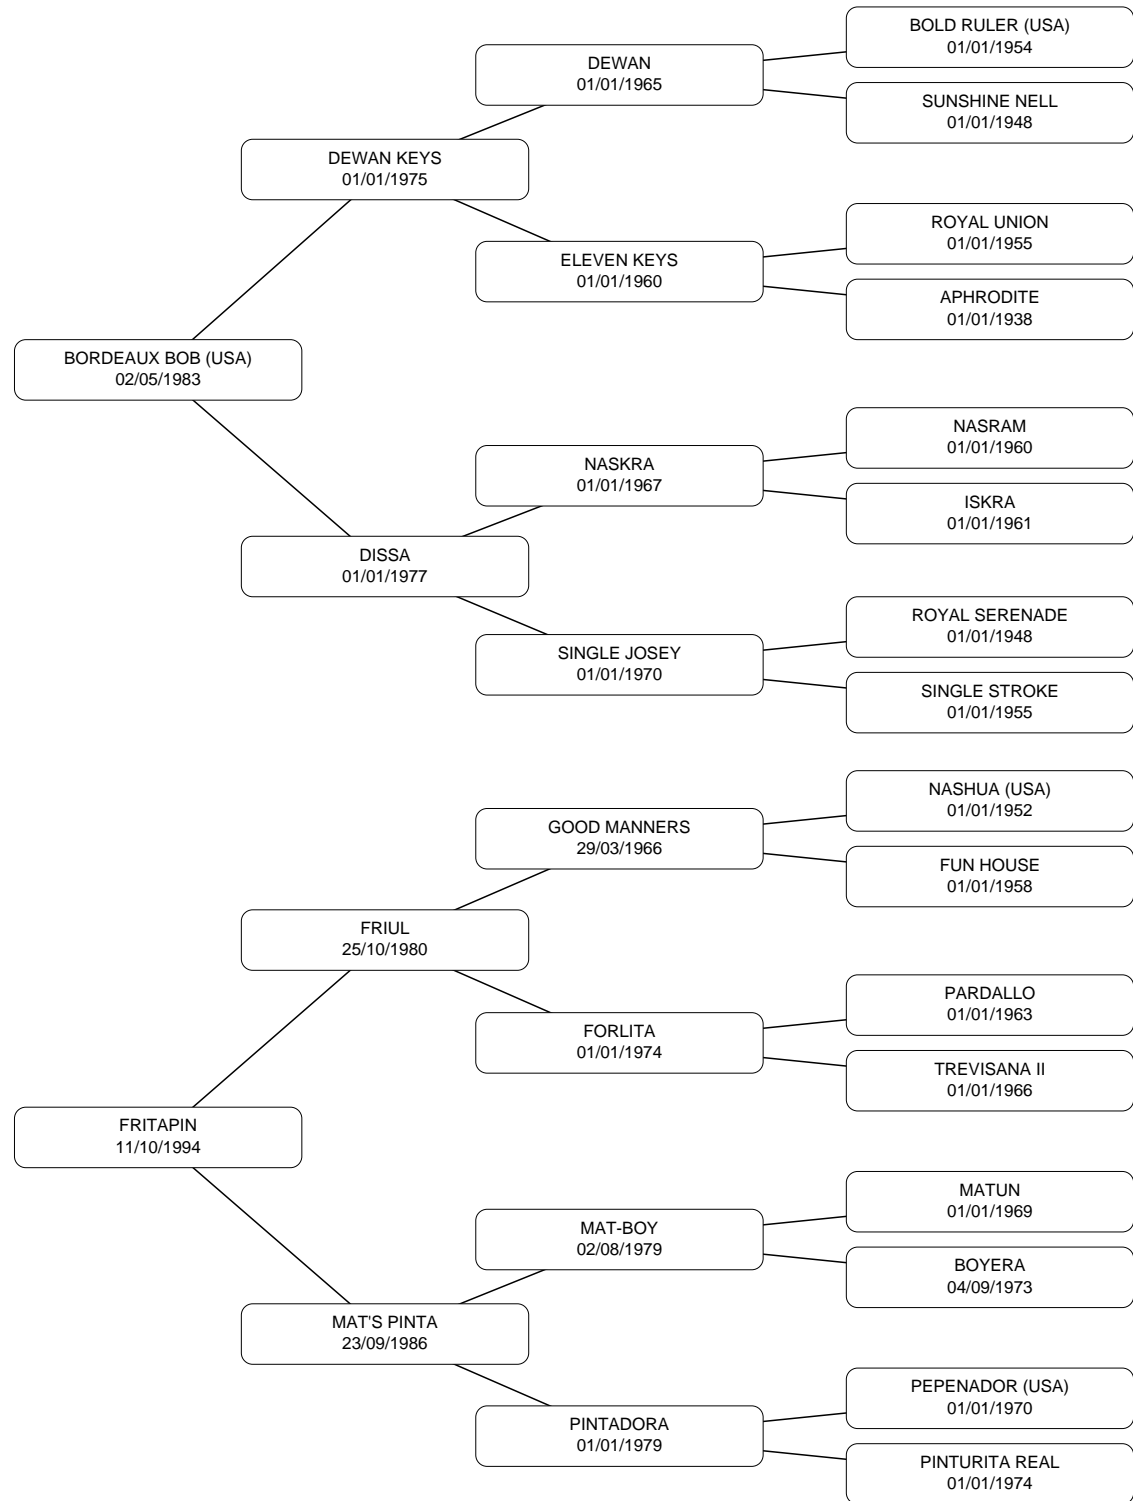 BOLD RULER (USA)
01/01/1954
DEWAN
01/01/1965
SUNSHINE NELL
01/01/1948
DEWAN KEYS
01/01/1975
ROYAL UNION
01/01/1955
ELEVEN KEYS
01/01/1960
APHRODITE
01/01/1938
BORDEAUX BOB (USA)
02/05/1983
NASRAM
01/01/1960
NASKRA
01/01/1967
ISKRA
01/01/1961
DISSA
01/01/1977
ROYAL SERENADE
01/01/1948
SINGLE JOSEY
01/01/1970
SINGLE STROKE
01/01/1955
NASHUA (USA)
01/01/1952
GOOD MANNERS
29/03/1966
FUN HOUSE
01/01/1958
FRIUL
25/10/1980
PARDALLO
01/01/1963
FORLITA
01/01/1974
TREVISANA II
01/01/1966
FRITAPIN
11/10/1994
MATUN
01/01/1969
MAT-BOY
02/08/1979
BOYERA
04/09/1973
MAT'S PINTA
23/09/1986
PEPENADOR (USA)
01/01/1970
PINTADORA
01/01/1979
PINTURITA REAL
01/01/1974